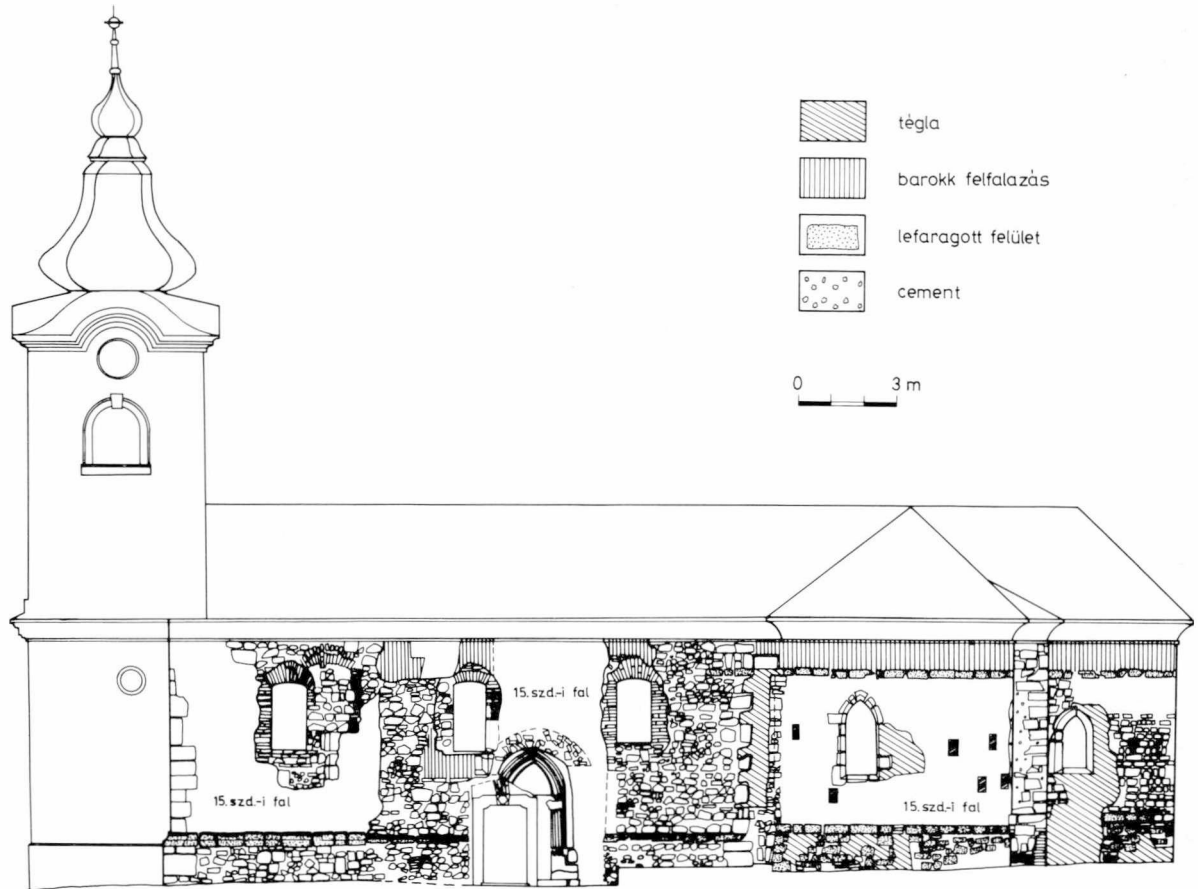 tégla
barokk felfalazás
lefaragott felület
cement
0 3 m
15.szd.-i fal
15.szd.-i fal
15.szd.-i fal